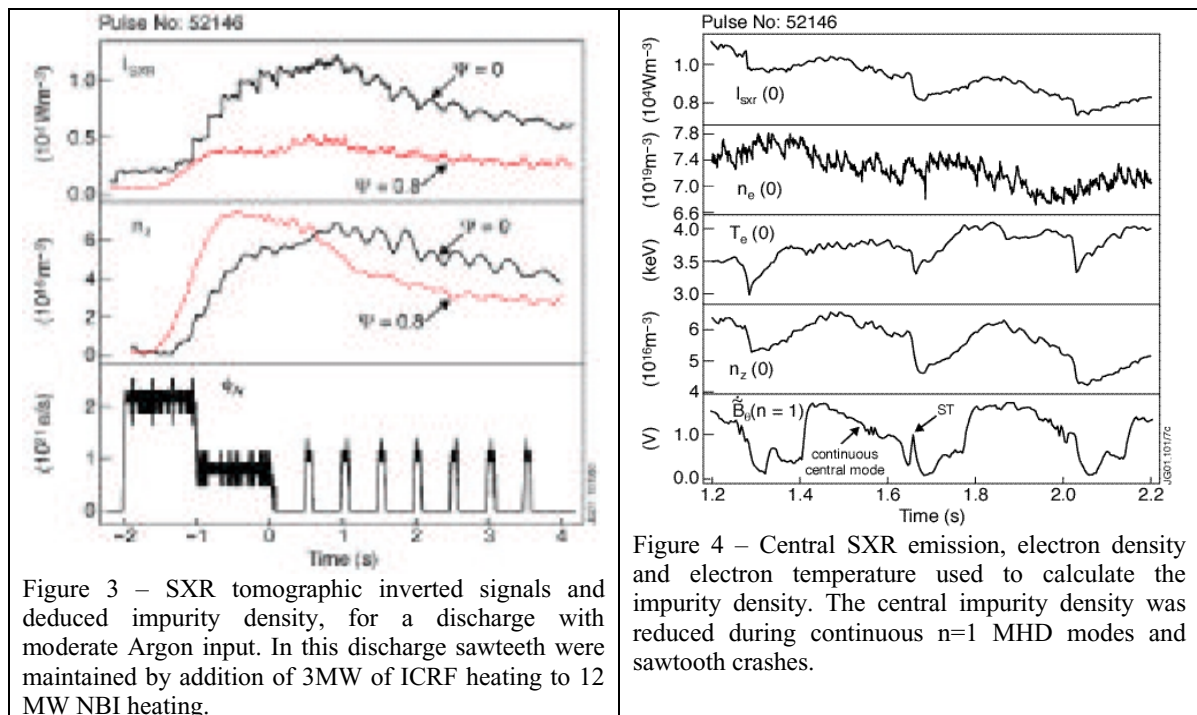 Pulse No: 52146
I_SXR
Ψ = 0
1.0
0.5
0.0
Ψ = 0.8
n_z
Ψ = 0
6
4
2
0
(10^16m^-3)
Ψ = 0.8
2
1
0
−2 −1 0 1 2 3 4
Time (s)
Figure 3 – SXR tomographic inverted signals and
deduced impurity density, for a discharge with
moderate Argon input. In this discharge sawteeth were
maintained by addition of 3MW of ICRF heating to 12
MW NBI heating.
Pulse No: 52146
1.0
0.8
(10^4Wm^-3)
I_sxr (0)
7.8
7.4
7.0
6.6
(10^19m^-3)
n_e (0)
T_e (0)
4.0
3.5
3.0
(keV)
6
5
4
(10^16m^-3)
n_z (0)
B̃_θ(n = 1)
ST
continuous
central mode
1.0
0.0
(V)
1.2 1.4 1.6 1.8 2.0 2.2
Time (s)
JG01.101/7c
Figure 4 – Central SXR emission, electron density
and electron temperature used to calculate the
impurity density. The central impurity density was
reduced during continuous n=1 MHD modes and
sawtooth crashes.